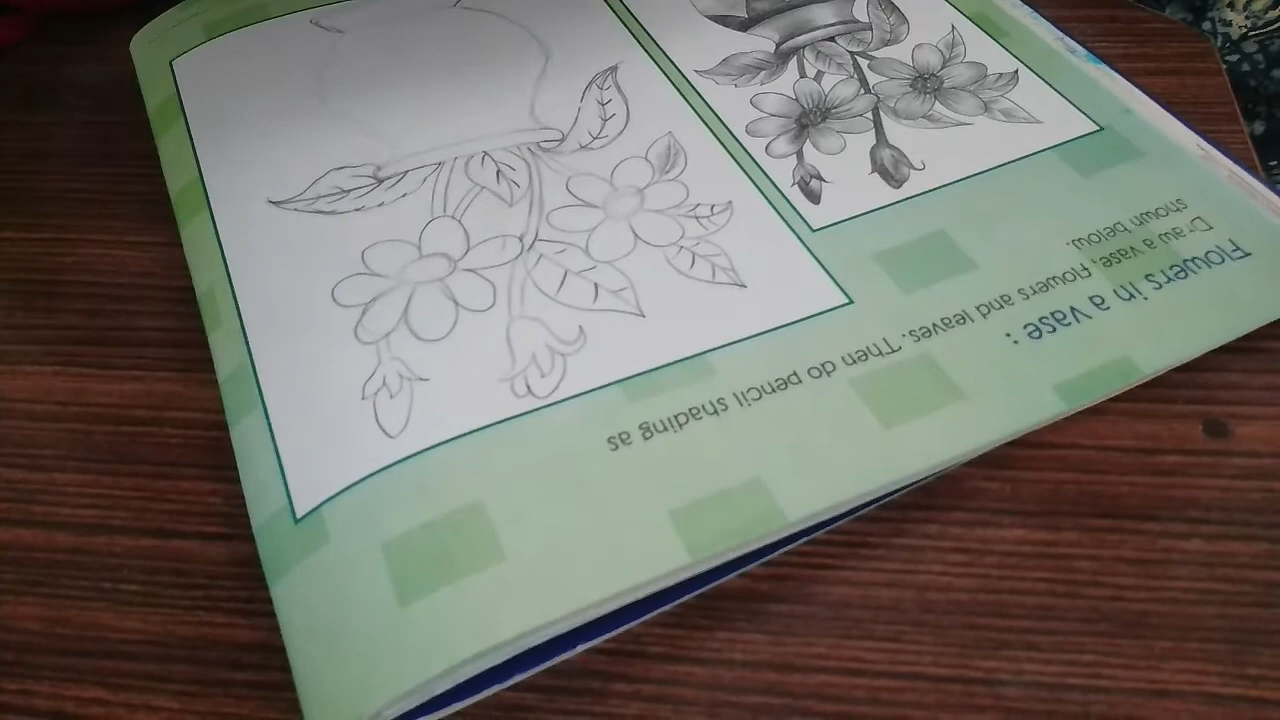 Flowers in a vase :
Draw a vase, flowers and leaves. Then do pencil shading as
shown below.